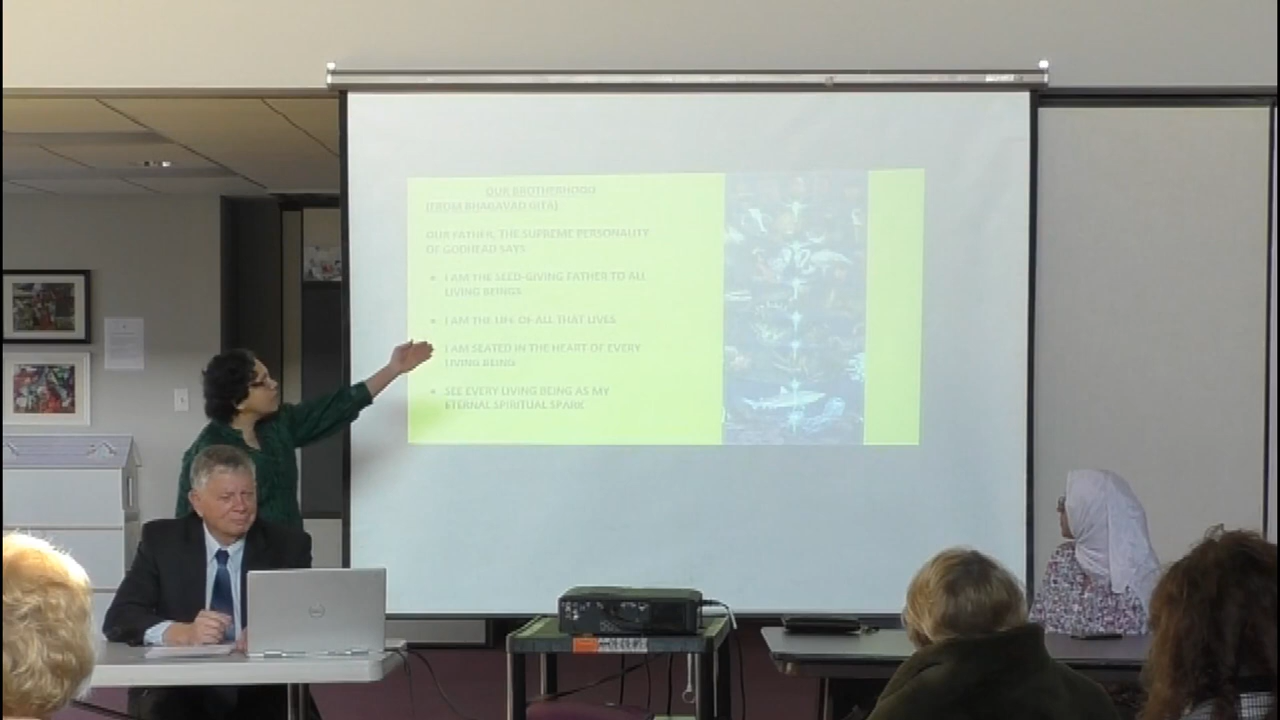 OUR BROTHERHOOD
(FROM BHAGAVAD GITA)
OUR FATHER, THE SUPREME PERSONALITY
OF GODHEAD SAYS
• I AM THE SEED-GIVING FATHER TO ALL
LIVING BEINGS
• I AM THE LIFE OF ALL THAT LIVES
• I AM SEATED IN THE HEART OF EVERY
LIVING BEING
• SEE EVERY LIVING BEING AS MY
ETERNAL SPIRITUAL SPARK
DELL